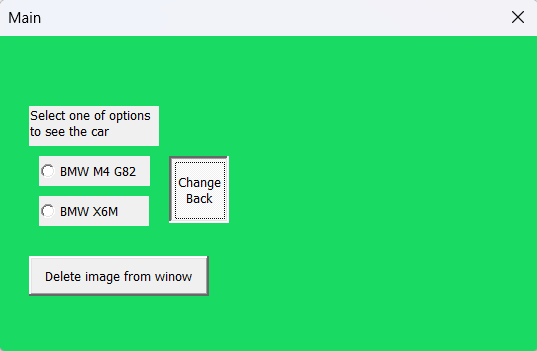 Main
Select one of options
to see the car
BMW M4 G82
BMW X6M
Change
Back
Delete image from winow